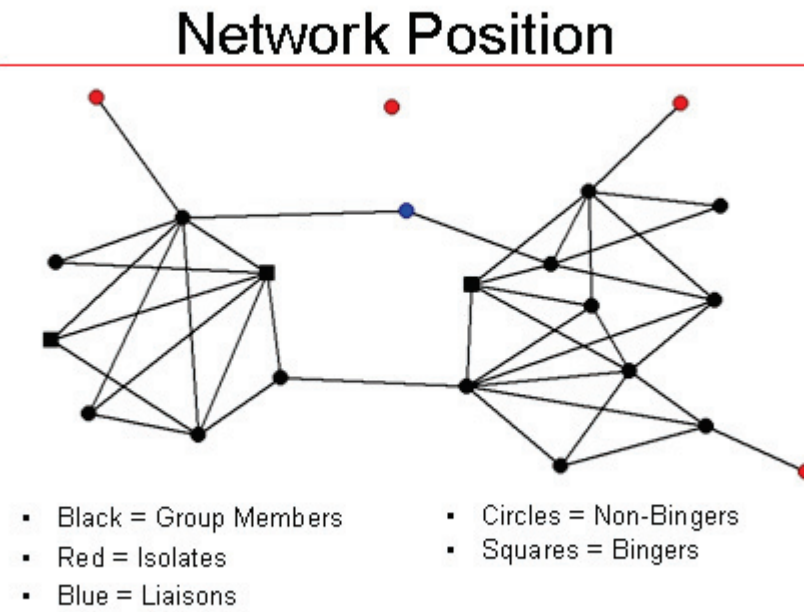 Network Position
▪ Black = Group Members
▪ Red = Isolates
▪ Blue = Liaisons
▪ Circles = Non-Bingers
▪ Squares = Bingers